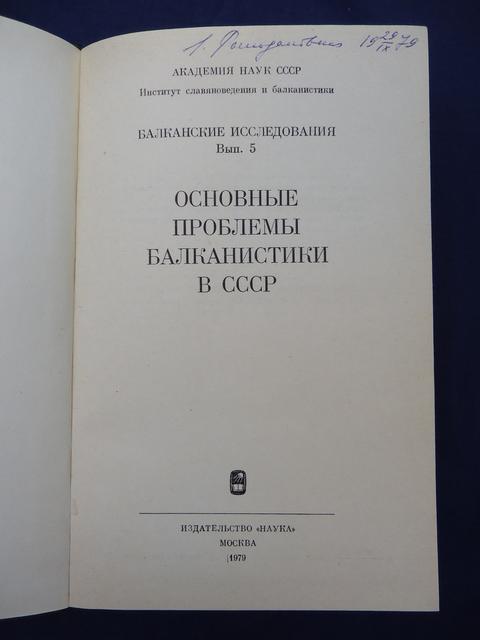 19 29/IX 79
АКАДЕМИЯ НАУК СССР
Институт славяноведения и балканистики
БАЛКАНСКИЕ ИССЛЕДОВАНИЯ
Вып. 5
ОСНОВНЫЕ
ПРОБЛЕМЫ
БАЛКАНИСТИКИ
В СССР
ИЗДАТЕЛЬСТВО «НАУКА»
МОСКВА
1979